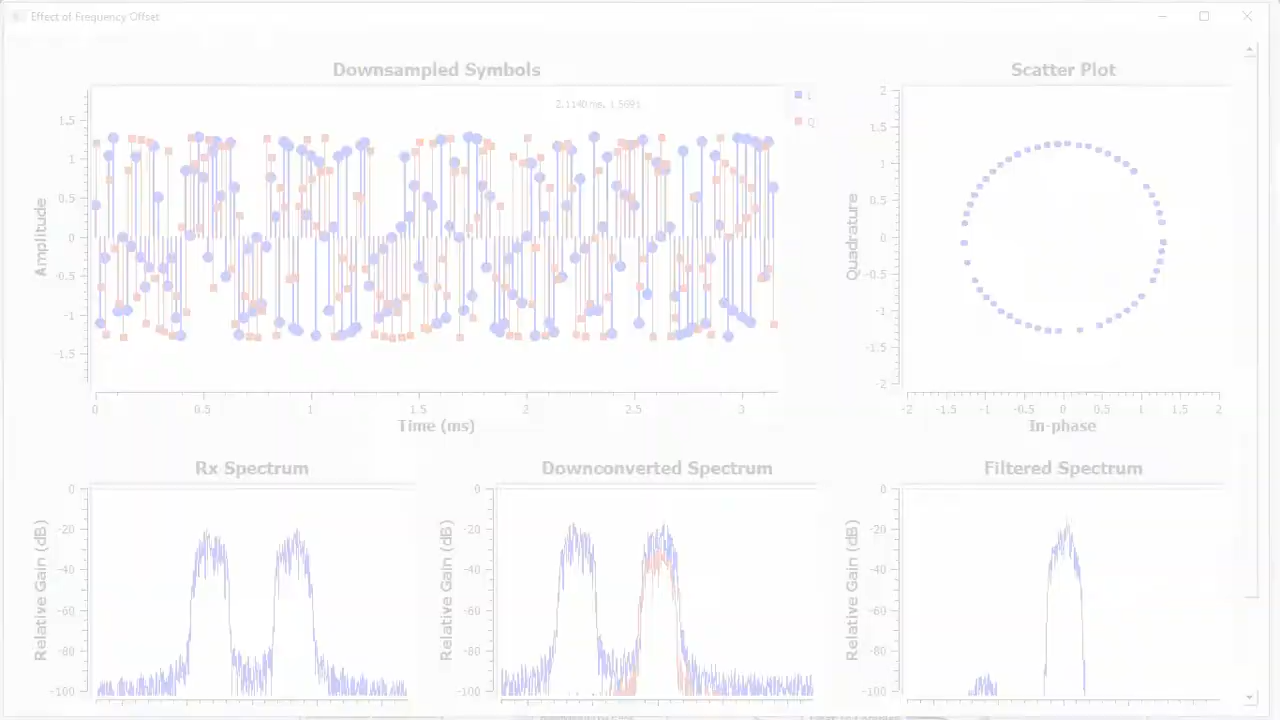 Effect of Frequency Offset
Downsampled Symbols
2.1140 ms, 1.5691
I
Q
1.5
1
0.5
0
-0.5
-1
-1.5
Amplitude
0 0.5 1 1.5 2 2.5 3
Time (ms)
Scatter Plot
2
1.5
1
0.5
0
-0.5
-1
-1.5
-2
Quadrature
-2 -1.5 -1 -0.5 0 0.5 1 1.5 2
In-phase
Rx Spectrum
0
-20
-40
-60
-80
-100
Relative Gain (dB)
Downconverted Spectrum
0
-20
-40
-60
-80
-100
Relative Gain (dB)
Filtered Spectrum
0
-20
-40
-60
-80
-100
Relative Gain (dB)